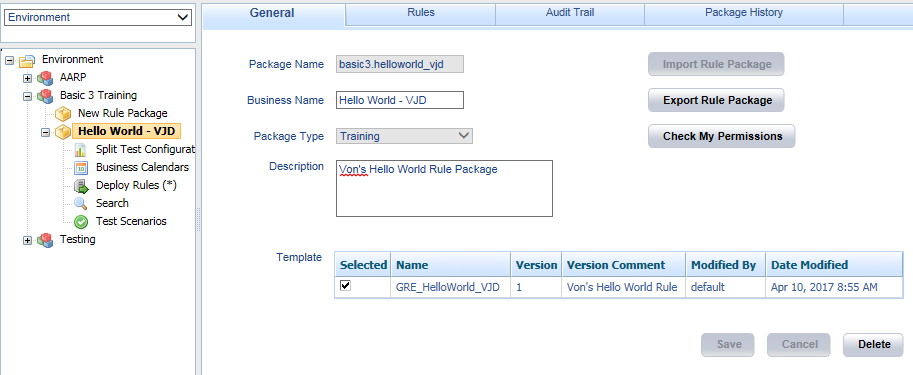 Environment
Environment
AARP
Basic 3 Training
New Rule Package
Hello World - VJD
Split Test Configurat
Business Calendars
Deploy Rules (*)
Search
Test Scenarios
Testing
General Rules Audit Trail Package History
Package Name basic3.helloworld_vjd Import Rule Package
Business Name Hello World - VJD Export Rule Package
Package Type Training Check My Permissions
Description Von's Hello World Rule Package
Template
Selected Name Version Version Comment Modified By Date Modified
GRE_HelloWorld_VJD 1 Von's Hello World Rule default Apr 10, 2017 8:55 AM
Save Cancel Delete